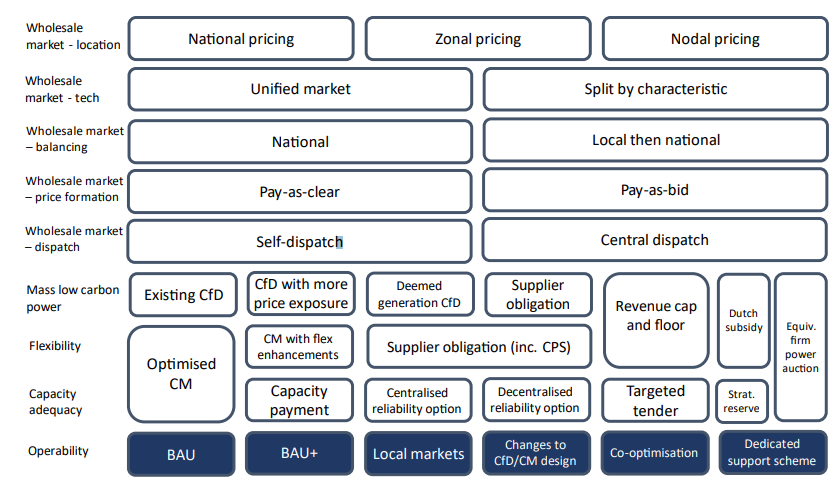 Wholesale
market - location
National pricing
Zonal pricing
Nodal pricing
Wholesale
market - tech
Unified market
Split by characteristic
Wholesale market
– balancing
National
Local then national
Wholesale market
– price formation
Pay-as-clear
Pay-as-bid
Wholesale market
– dispatch
Self-dispatch
Central dispatch
Mass low carbon
power
Existing CfD
CfD with more
price exposure
Deemed
generation CfD
Supplier
obligation
Revenue cap
and floor
Dutch
subsidy
Equiv.
firm
power
auction
Flexibility
Optimised
CM
CM with flex
enhancements
Supplier obligation (inc. CPS)
Capacity
adequacy
Capacity
payment
Centralised
reliability option
Decentralised
reliability option
Targeted
tender
Strat.
reserve
Operability
BAU
BAU+
Local markets
Changes to
CfD/CM design
Co-optimisation
Dedicated
support scheme